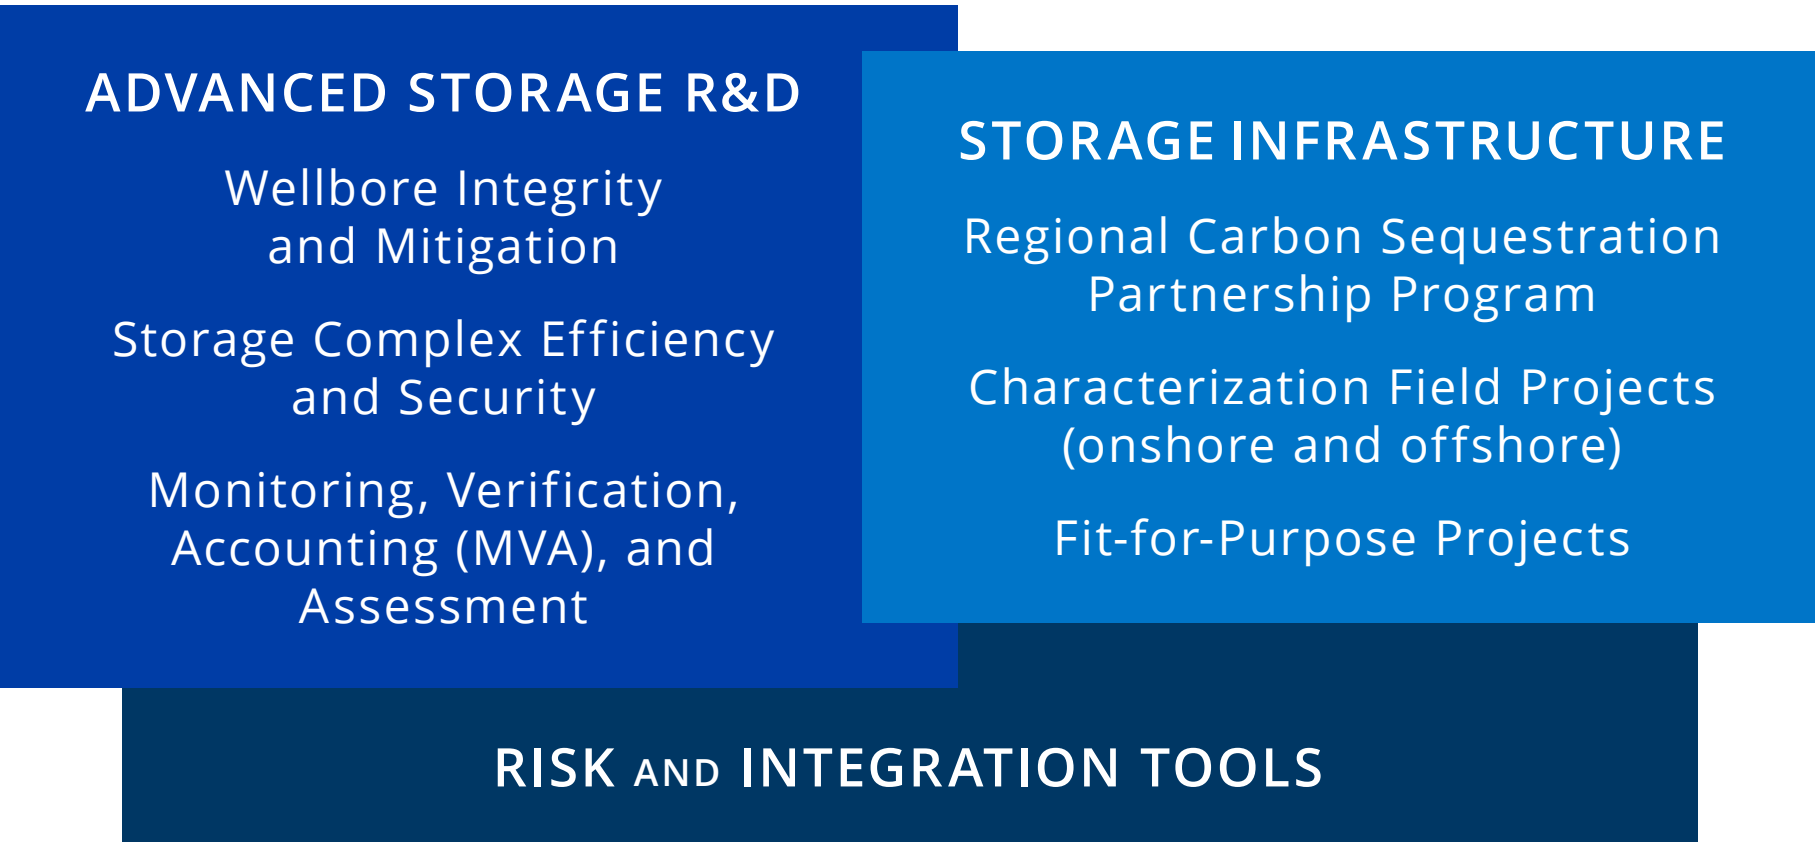 ADVANCED STORAGE R&D
Wellbore Integrity
and Mitigation
Storage Complex Efficiency
and Security
Monitoring, Verification,
Accounting (MVA), and
Assessment
STORAGE INFRASTRUCTURE
Regional Carbon Sequestration
Partnership Program
Characterization Field Projects
(onshore and offshore)
Fit-for-Purpose Projects
RISK AND INTEGRATION TOOLS